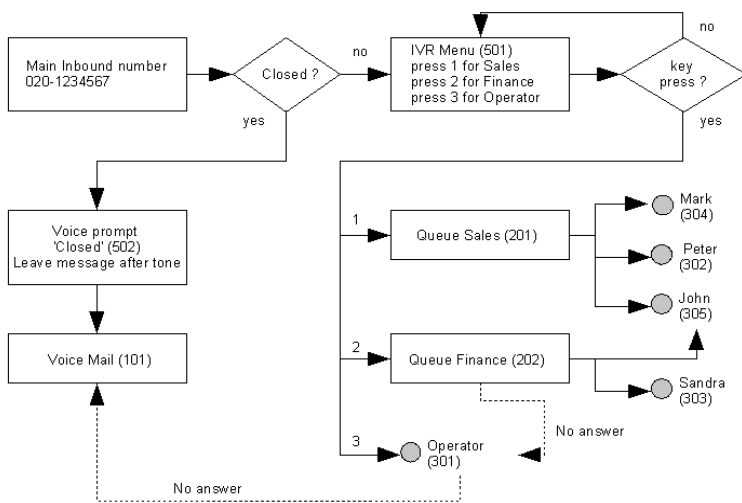 Main Inbound number
020-1234567
Closed ?
no
yes
IVR Menu (501)
press 1 for Sales
press 2 for Finance
press 3 for Operator
no
key
press ?
yes
Voice prompt
'Closed' (502)
Leave message after tone
Voice Mail (101)
1
Queue Sales (201)
Mark
(304)
Peter
(302)
John
(305)
2
Queue Finance (202)
Sandra
(303)
No answer
3
Operator
(301)
No answer